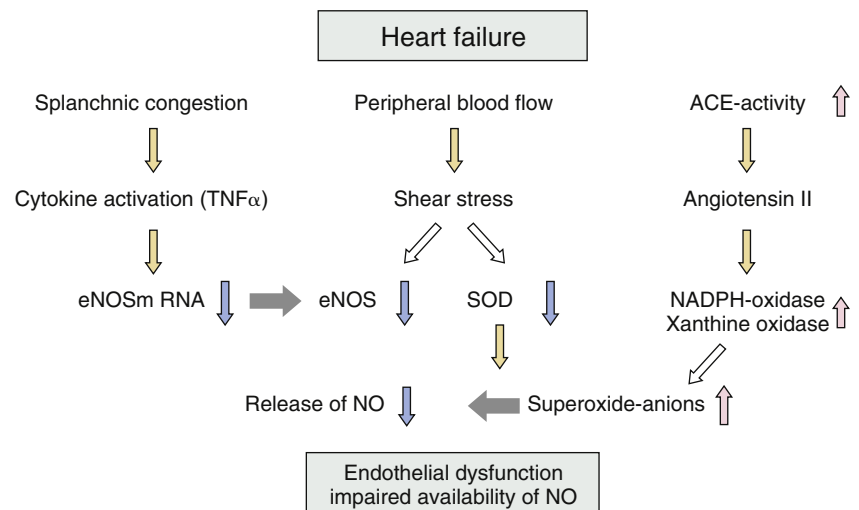 Heart failure
Splanchnic congestion
Peripheral blood flow
ACE-activity
Cytokine activation (TNFα)
Shear stress
Angiotensin II
eNOSm RNA
eNOS
SOD
NADPH-oxidase
Xanthine oxidase
Release of NO
Superoxide-anions
Endothelial dysfunction
impaired availability of NO